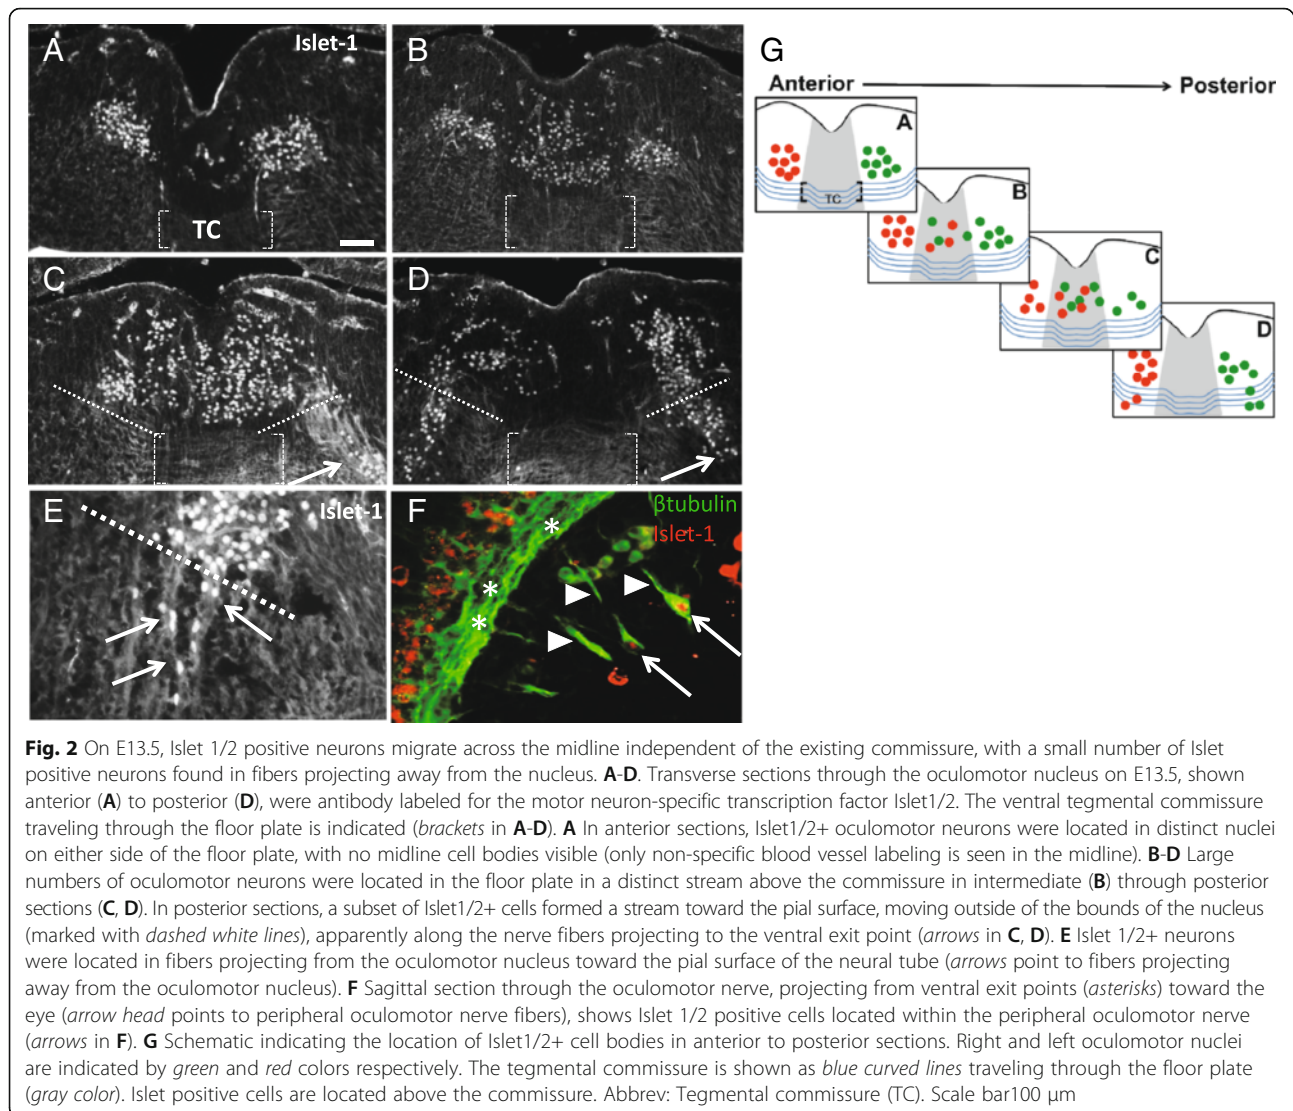 A
Islet-1
TC
B
C
D
E
Islet-1
F
βtubulin
Islet-1
*
*
*
G
Anterior
Posterior
A
TC
B
C
D
Fig. 2 On E13.5, Islet 1/2 positive neurons migrate across the midline independent of the existing commissure, with a small number of Islet
positive neurons found in fibers projecting away from the nucleus. A-D. Transverse sections through the oculomotor nucleus on E13.5, shown
anterior (A) to posterior (D), were antibody labeled for the motor neuron-specific transcription factor Islet1/2. The ventral tegmental commissure
traveling through the floor plate is indicated (brackets in A-D). A In anterior sections, Islet1/2+ oculomotor neurons were located in distinct nuclei
on either side of the floor plate, with no midline cell bodies visible (only non-specific blood vessel labeling is seen in the midline). B-D Large
numbers of oculomotor neurons were located in the floor plate in a distinct stream above the commissure in intermediate (B) through posterior
sections (C, D). In posterior sections, a subset of Islet1/2+ cells formed a stream toward the pial surface, moving outside of the bounds of the nucleus
(marked with dashed white lines), apparently along the nerve fibers projecting to the ventral exit point (arrows in C, D). E Islet 1/2+ neurons
were located in fibers projecting from the oculomotor nucleus toward the pial surface of the neural tube (arrows point to fibers projecting
away from the oculomotor nucleus). F Sagittal section through the oculomotor nerve, projecting from ventral exit points (asterisks) toward the
eye (arrow head points to peripheral oculomotor nerve fibers), shows Islet 1/2 positive cells located within the peripheral oculomotor nerve
(arrows in F). G Schematic indicating the location of Islet1/2+ cell bodies in anterior to posterior sections. Right and left oculomotor nuclei
are indicated by green and red colors respectively. The tegmental commissure is shown as blue curved lines traveling through the floor plate
(gray color). Islet positive cells are located above the commissure. Abbrev: Tegmental commissure (TC). Scale bar100 μm